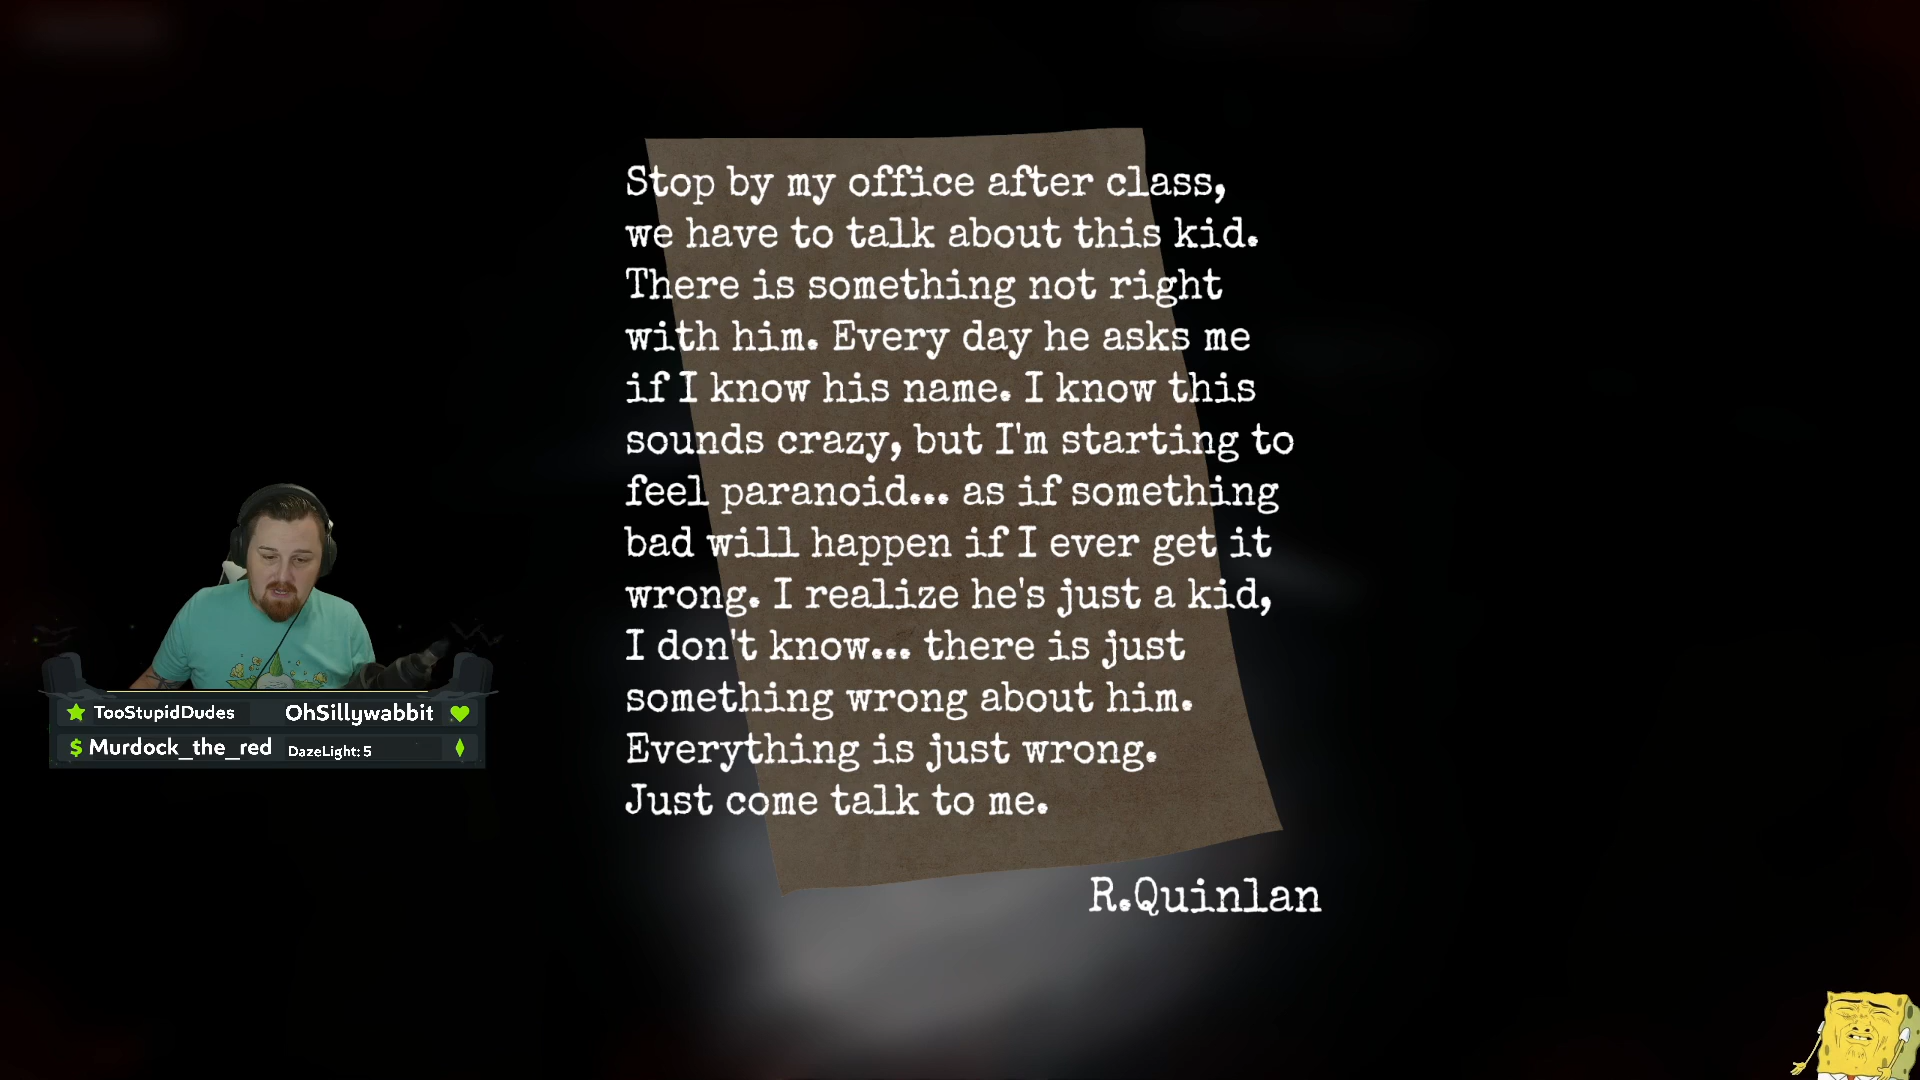 Stop by my office after class,
we have to talk about this kid.
There is something not right
with him. Every day he asks me
if I know his name. I know this
sounds crazy, but I'm starting to
feel paranoid... as if something
bad will happen if I ever get it
wrong. I realize he's just a kid,
I don't know... there is just
something wrong about him.
Everything is just wrong.
Just come talk to me.
R.Quinlan
TooStupidDudes OhSillywabbit
$ Murdock_the_red DazeLight: 5